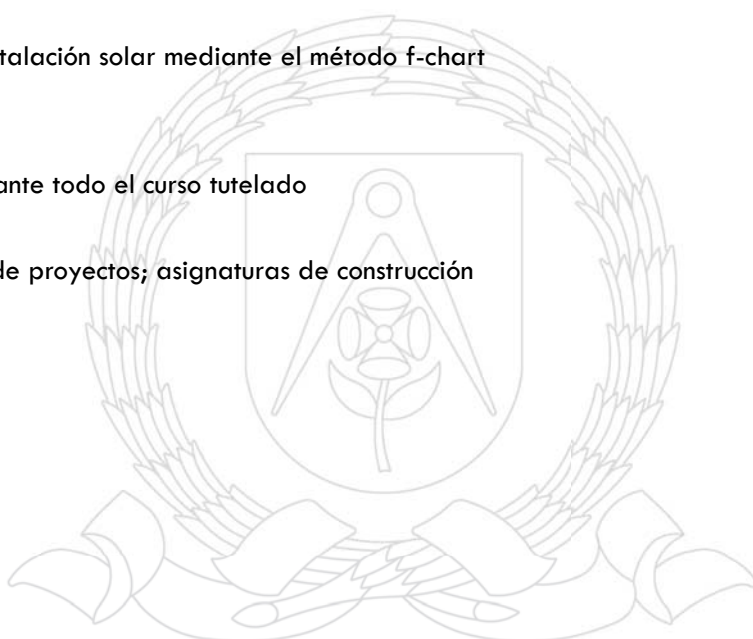 talación solar mediante el método f-chart
ante todo el curso tutelado
de proyectos; asignaturas de construcción